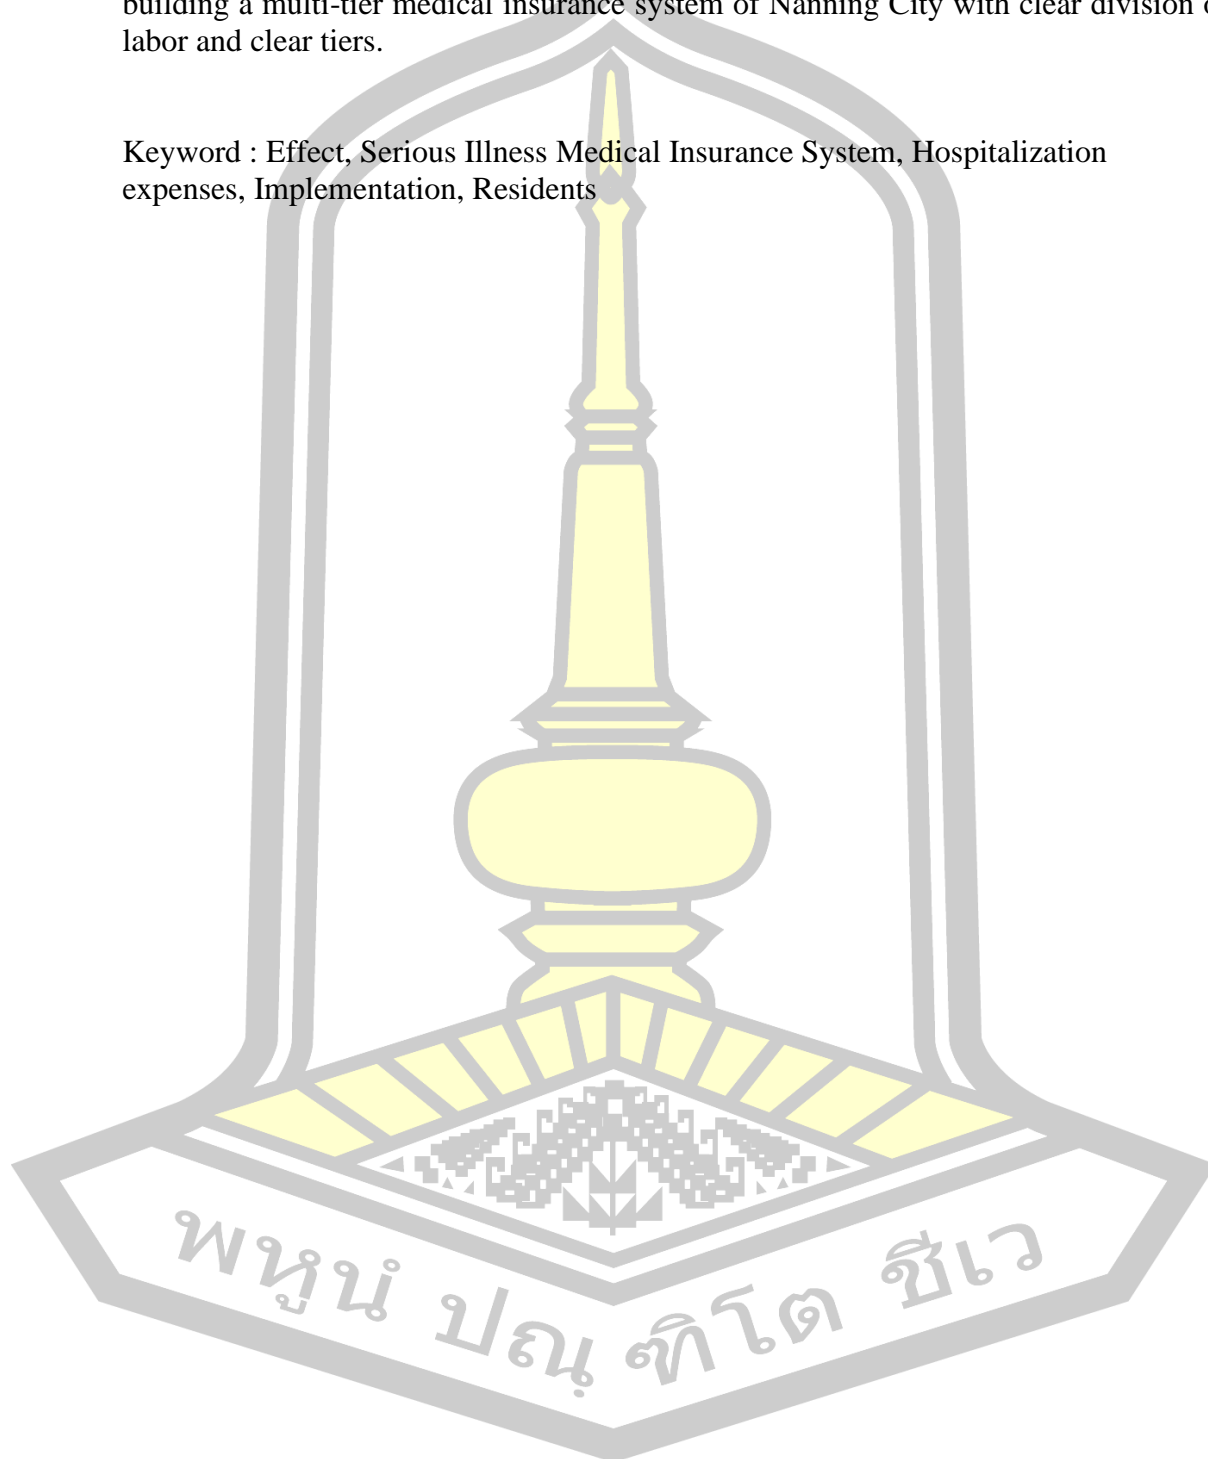 building a multi-tier medical insurance system of Nanning City with clear division
labor and clear tiers.
Keyword : Effect, Serious Illness Medical Insurance System, Hospitalization
expenses, Implementation, Residents
พหูนํ ปณฺฑิโต ชีเว